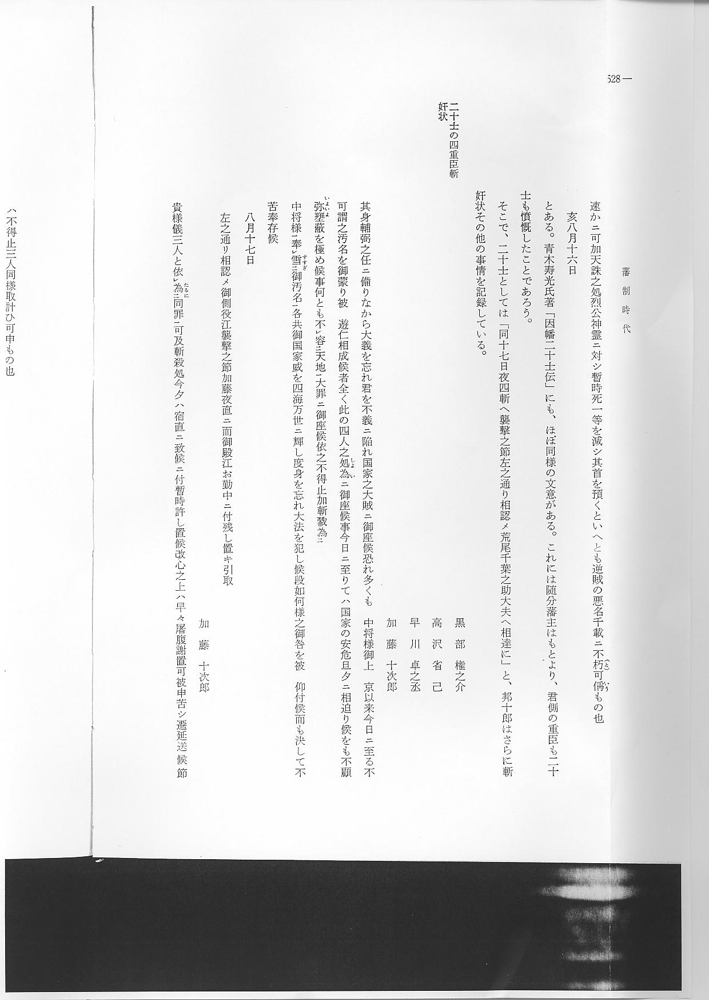 528 —
藩制時代
速かニ可加天誅之処烈公神霊ニ対シ暫時死一等を減シ其首を預くといへとも逆賊の悪名千載ニ不朽可偁もの也
亥八月十六日
とある。青木寿光氏著「因幡二十士伝」にも、ほぼ同様の文意がある。これには随分藩主はもとより、君側の重臣も二十
士も憤慨したことであろう。
そこで、二十士としては「同十七日夜四斬へ襲撃之節左之通り相認メ荒尾千葉之助大夫へ相達に」と、邦十郎はさらに斬
奸状その他の事情を記録している。
二十士の四重臣斬
奸状
黒部権之介
高沢省己
早川卓之丞
加藤十次郎
其身輔弼之任ニ備りなから大義を忘れ君を不義ニ陥れ国家之大賊ニ御座候恐れ多くも　中将様御上　京以来今日ニ至る不
可謂之汚名を御蒙り被　遊仁相成候者全く此の四人之処為ニ御座候事今日ニ至りてハ国家の安危旦夕ニ相迫り候をも不顧
弥壅蔽を極め候事何とも不レ容ニ天地一大罪ニ御座候依之不得止加斬戮為ニ
中将様一奉レ雪ニ御汚名一各共御国家威を四海万世ニ輝し度身を忘れ大法を犯し候段如何様之御咎を被　仰付候而も決して不
苦奉存候
八月十七日
左之通リ相認メ御側役江襲撃之節加藤夜直ニ而御殿江お勤中ニ付残し置キ引取
加藤十次郎
貴様儀三人と依レ為ニ同罪一可及斬殺処今夕ハ宿直ニ致候ニ付暫時許し置候改心之上ハ早々屠腹謝置可被申苦シ遷延送候節
ハ不得止三人同様取計ひ可申もの也